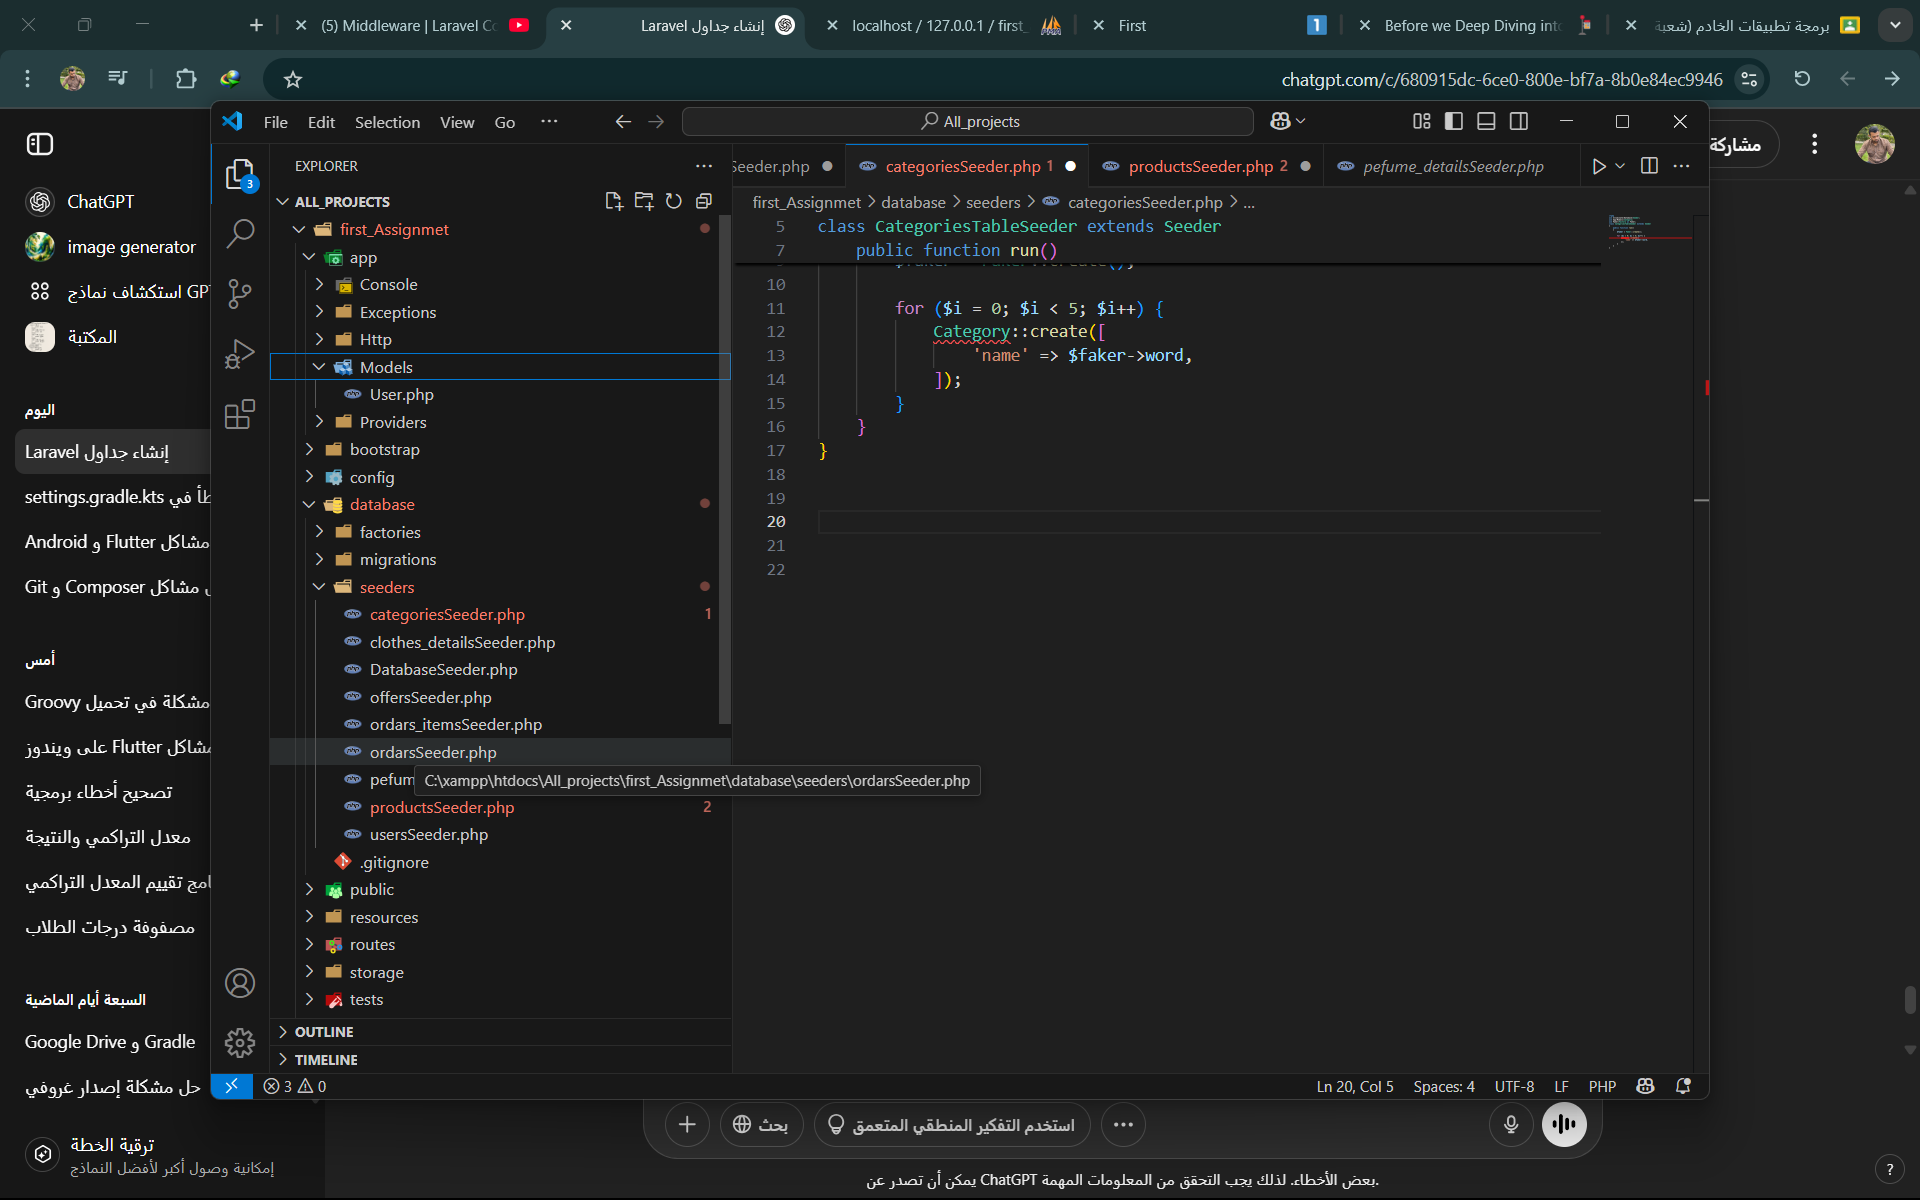 (5) Middleware | Laravel Co
إنشاء جداول Laravel
localhost / 127.0.0.1 / first_
First
Before we Deep Diving into
برمجة تطبيقات الخادم (شعبة
chatgpt.com/c/680915dc-6ce0-800e-bf7a-8b0e84ec9946
ChatGPT
image generator
استكشاف نماذج GPT
المكتبة
اليوم
إنشاء جداول Laravel
settings.gradle.kts
مشاكل Flutter و Android
مشاكل Composer و Git
أمس
مشكلة في تحميل Groovy
مشاكل Flutter على ويندوز
تصحيح أخطاء برمجية
معدل التراكمي والنتيجة
تقييم المعدل التراكمي
مصفوفة درجات الطلاب
السبعة أيام الماضية
Gradle و Google Drive
حل مشكلة إصدار غروفي
ترقية الخطة
إمكانية وصول أكبر لأفضل النماذج
File Edit Selection View Go ···
All_projects
مشاركة
EXPLORER
3
ALL_PROJECTS
first_Assignmet
app
Console
Exceptions
Http
Models
User.php
Providers
bootstrap
config
database
factories
migrations
seeders
categoriesSeeder.php 1
clothes_detailsSeeder.php
DatabaseSeeder.php
offersSeeder.php
ordars_itemsSeeder.php
ordarsSeeder.php
pefum
C:\xampp\htdocs\All_projects\first_Assignmet\database\seeders\ordarsSeeder.php
productsSeeder.php 2
usersSeeder.php
.gitignore
public
resources
routes
storage
tests
OUTLINE
TIMELINE
Seeder.php
categoriesSeeder.php 1
productsSeeder.php 2
pefume_detailsSeeder.php
first_Assignmet > database > seeders > categoriesSeeder.php > ...
5 class CategoriesTableSeeder extends Seeder
7 public function run()
10
11 for ($i = 0; $i < 5; $i++) {
12 Category::create([
13 'name' => $faker->word,
14 ]);
15 }
16 }
17 }
18
19
20
21
22
3 0
Ln 20, Col 5 Spaces: 4 UTF-8 LF PHP
بحث
استخدم التفكير المنطقي المتعمق
يمكن أن تصدر عن ChatGPT بعض الأخطاء. لذلك يجب التحقق من المعلومات المهمة.
?